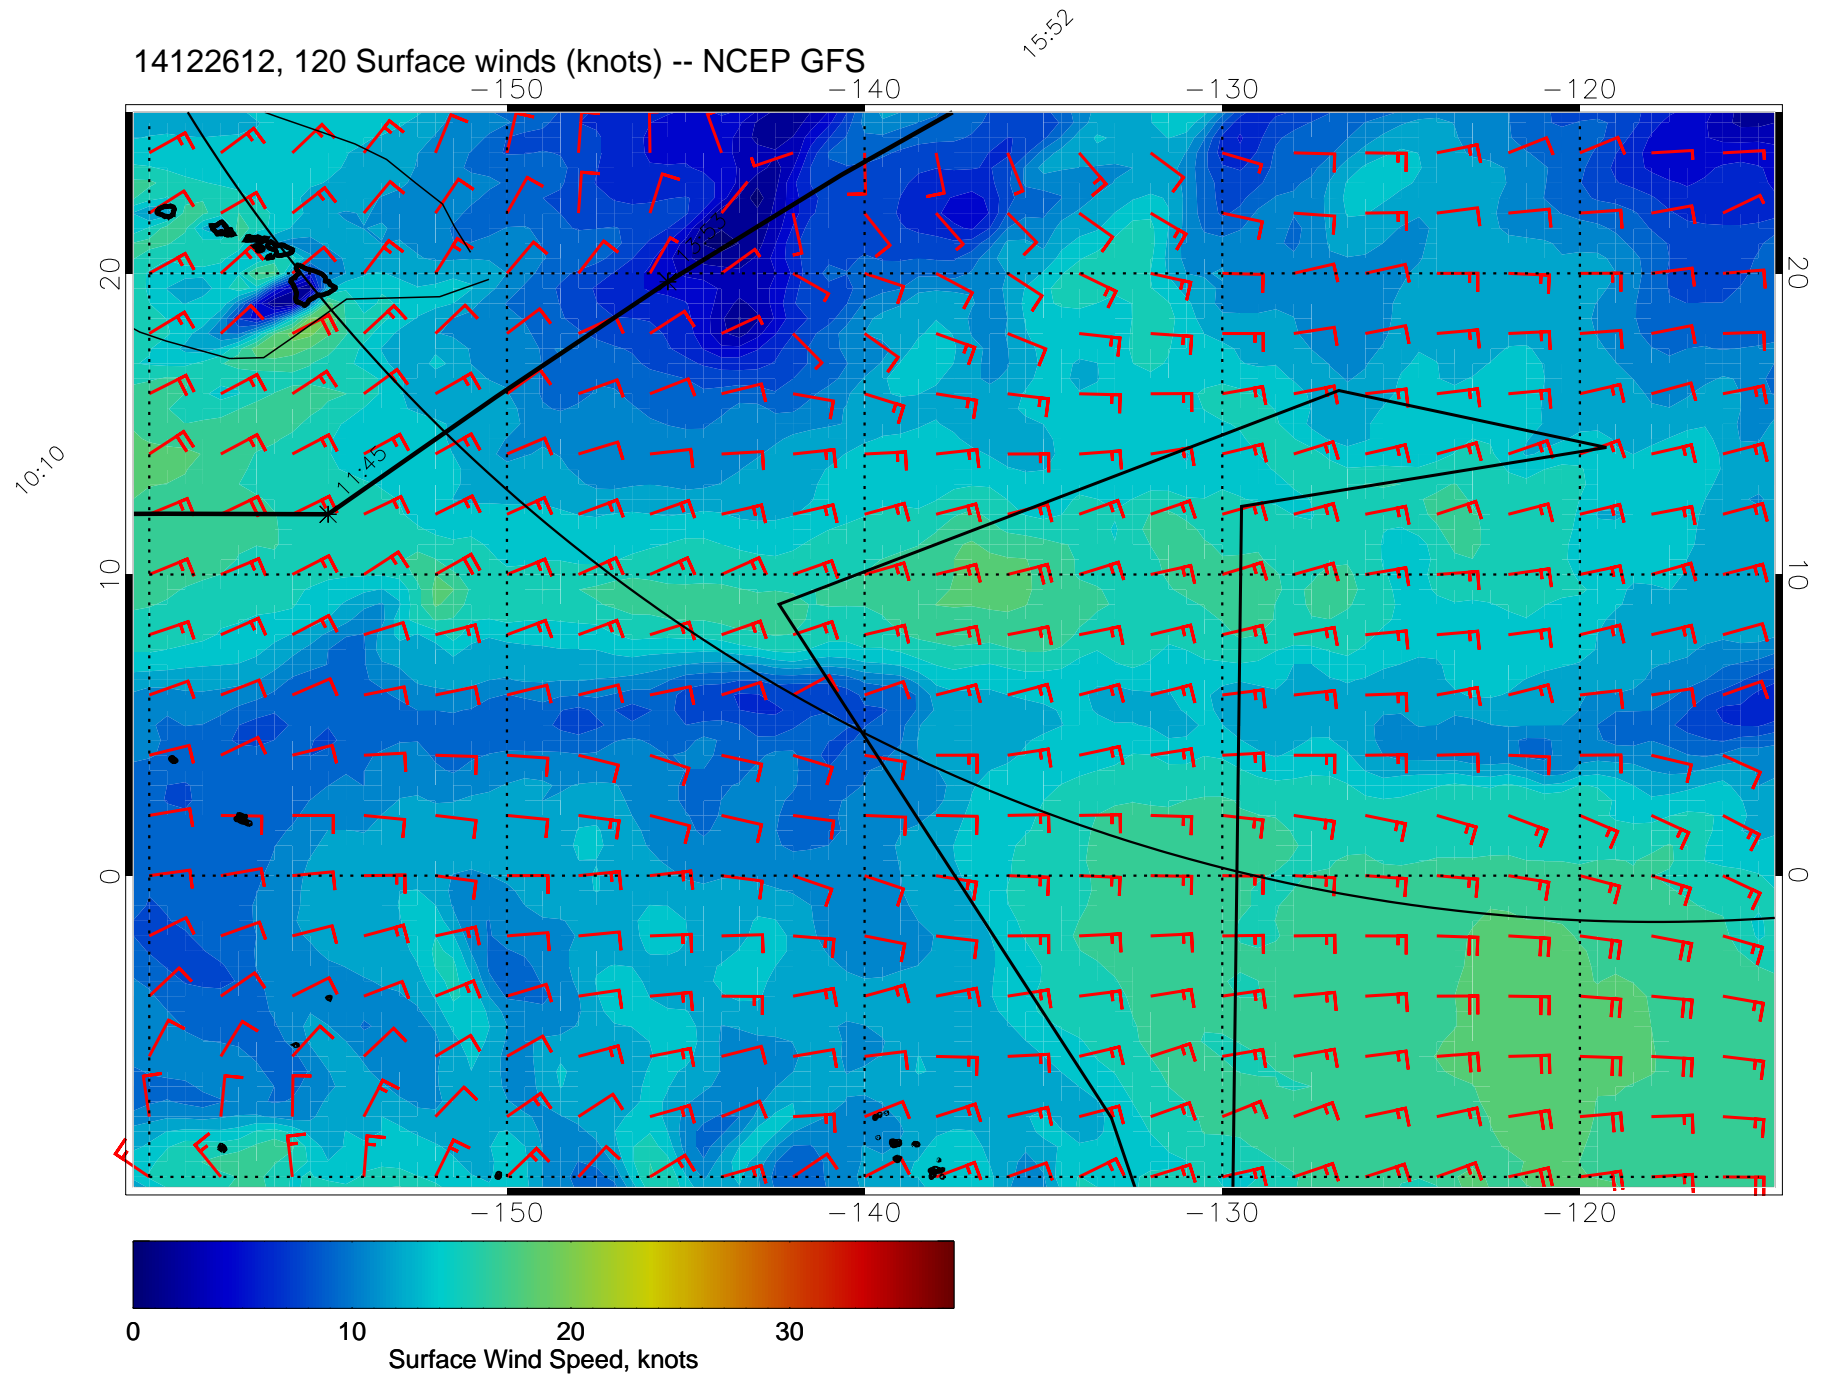 15:52
14122612, 120 Surface winds (knots) -- NCEP GFS
-150 -140 -130 -120
20 20
10:10
11:45
10 10
0 0
-150 -140 -130 -120
0 10 20 30
Surface Wind Speed, knots